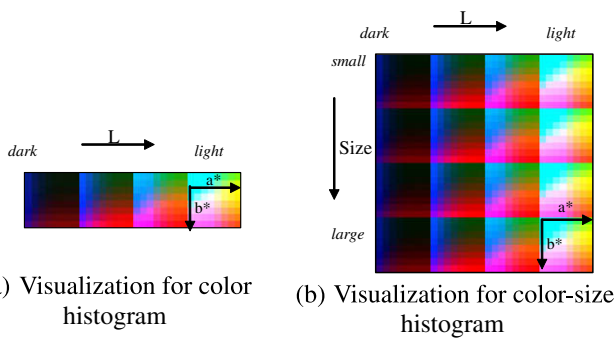 L
dark light
a*
b*
) Visualization for color
histogram
L
dark light
small
Size
large
a*
b*
(b) Visualization for color-size
histogram